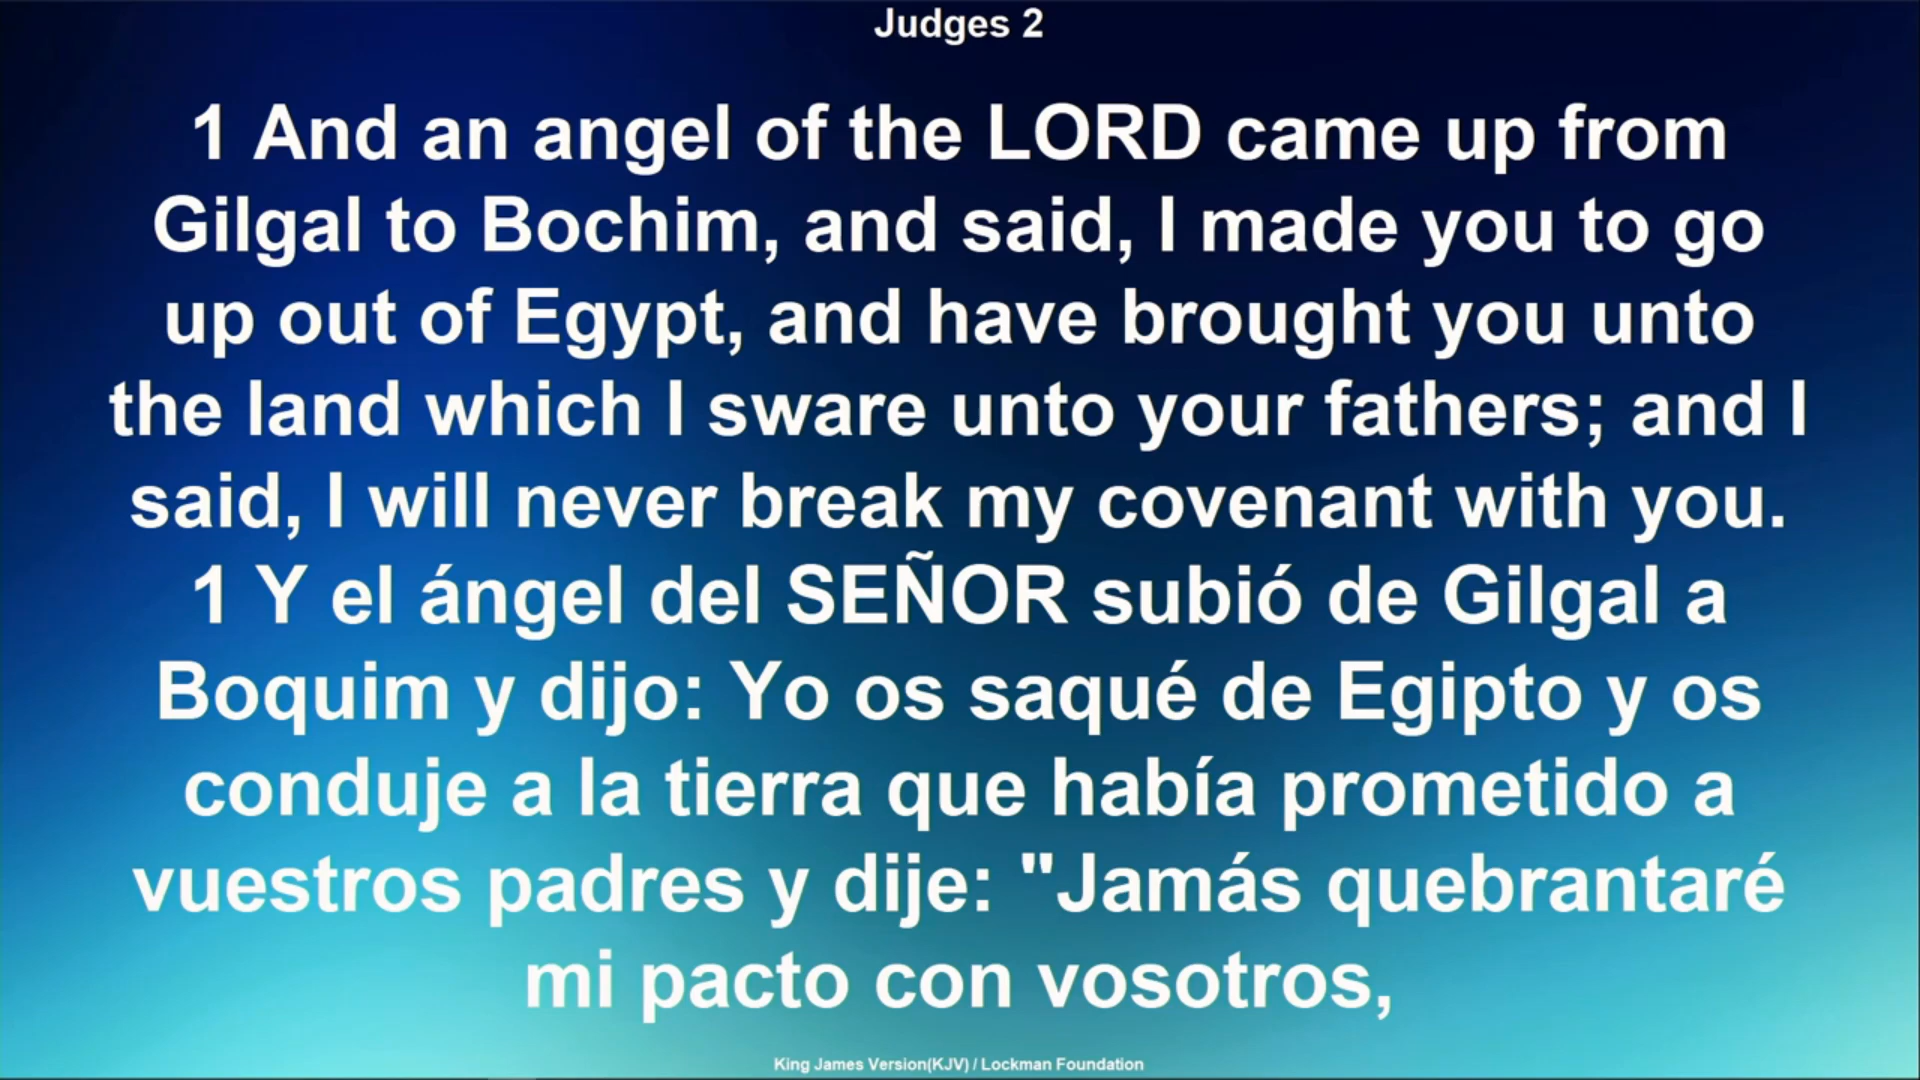 Judges 2
1 And an angel of the LORD came up from
Gilgal to Bochim, and said, I made you to go
up out of Egypt, and have brought you unto
the land which I sware unto your fathers; and I
said, I will never break my covenant with you.
1 Y el ángel del SEÑOR subió de Gilgal a
Boquim y dijo: Yo os saqué de Egipto y os
conduje a la tierra que había prometido a
vuestros padres y dije: "Jamás quebrantaré
mi pacto con vosotros,
King James Version(KJV) / Lockman Foundation